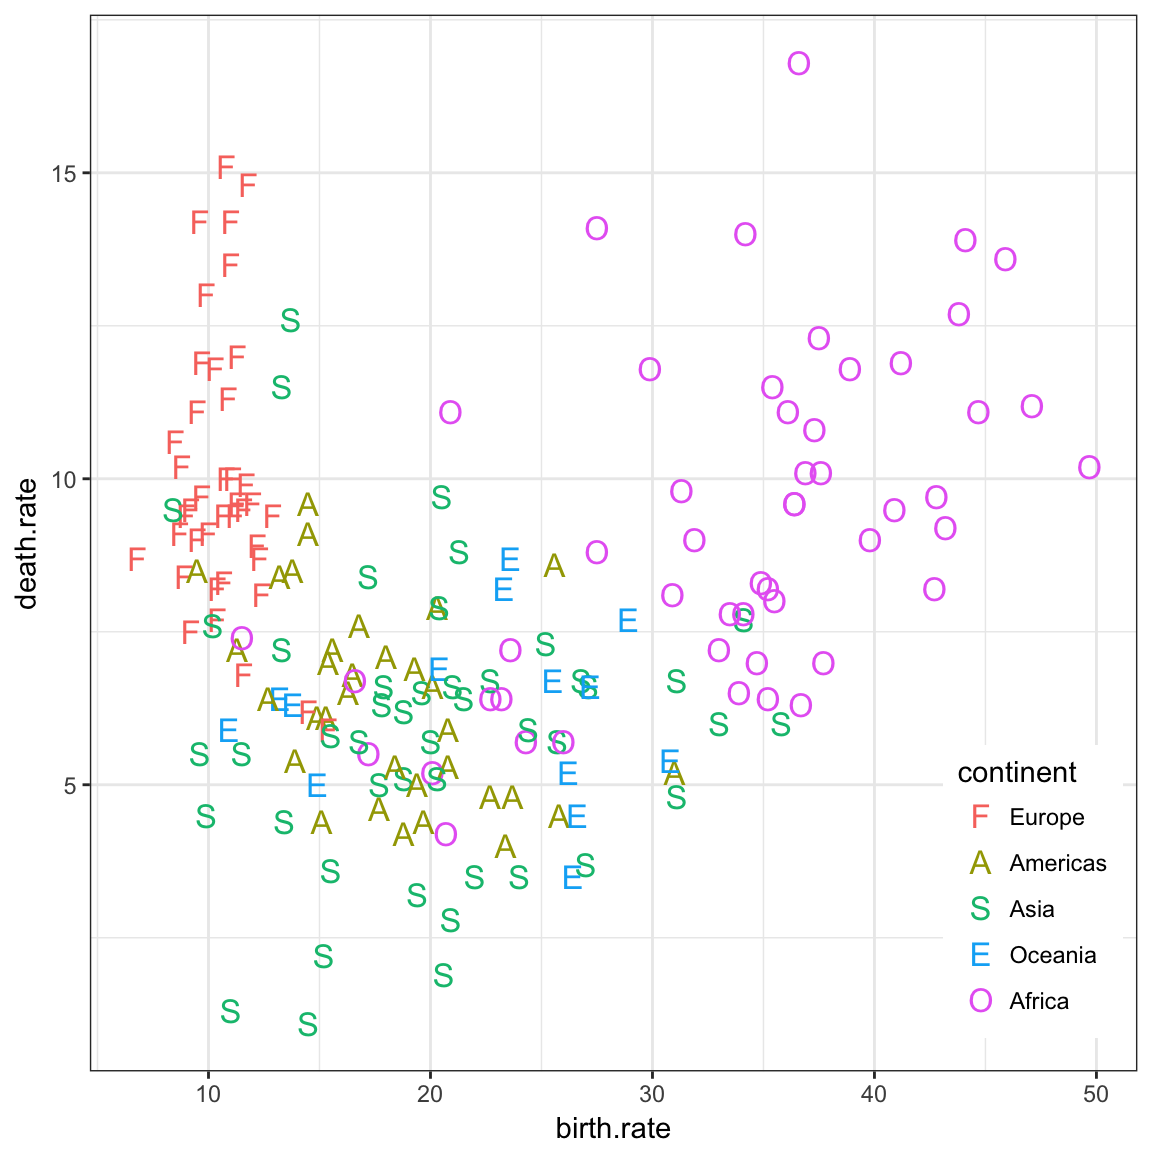 15
10
5
death.rate
10 20 30 40 50
birth.rate
continent
F Europe
A Americas
S Asia
E Oceania
O Africa